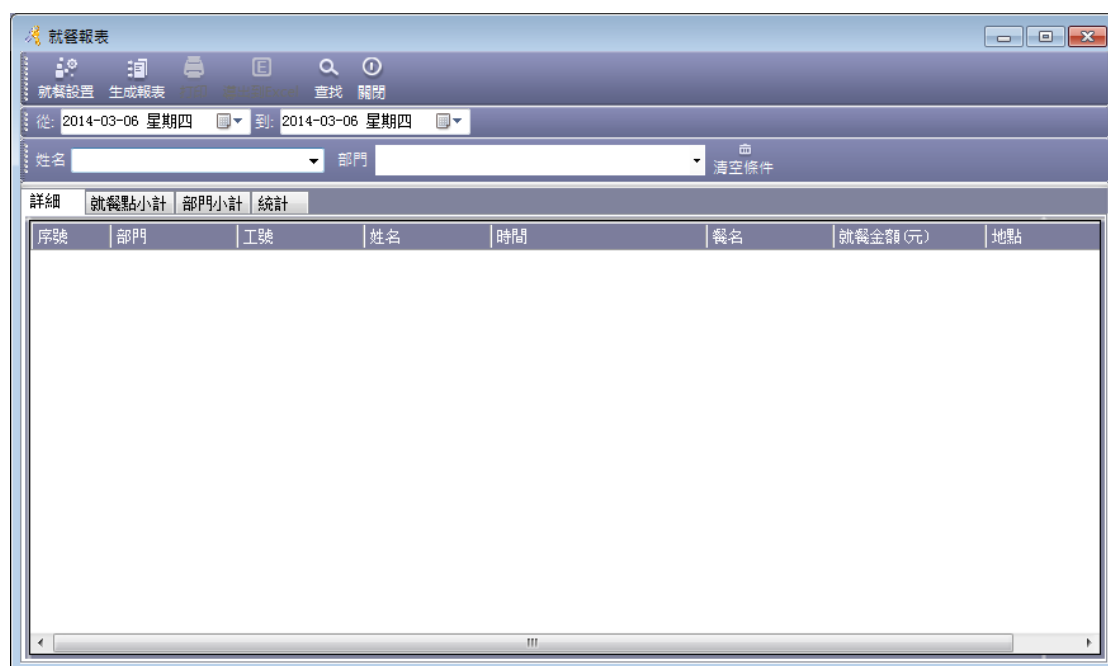 就餐報表
就餐設置 生成報表 查找 關閉
從: 2014-03-06 星期四 到: 2014-03-06 星期四
姓名 部門 清空條件
詳細 就餐點小計 部門小計 統計
序號 部門 工號 姓名 時間 餐名 就餐金額(元) 地點